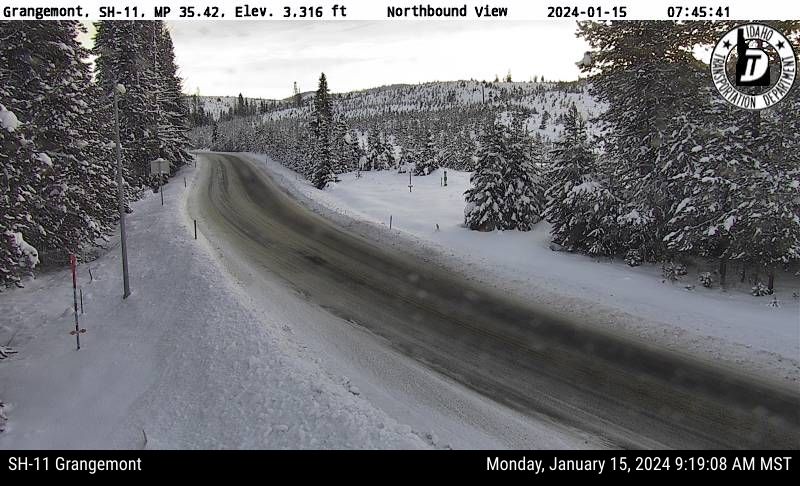 Grangemont, SH-11, MP 35.42, Elev. 3,316 ft Northbound View 2024-01-15 07:45:41
IDAHO
TRANSPORTATION DEPARTMENT
SH-11 Grangemont Monday, January 15, 2024 9:19:08 AM MST